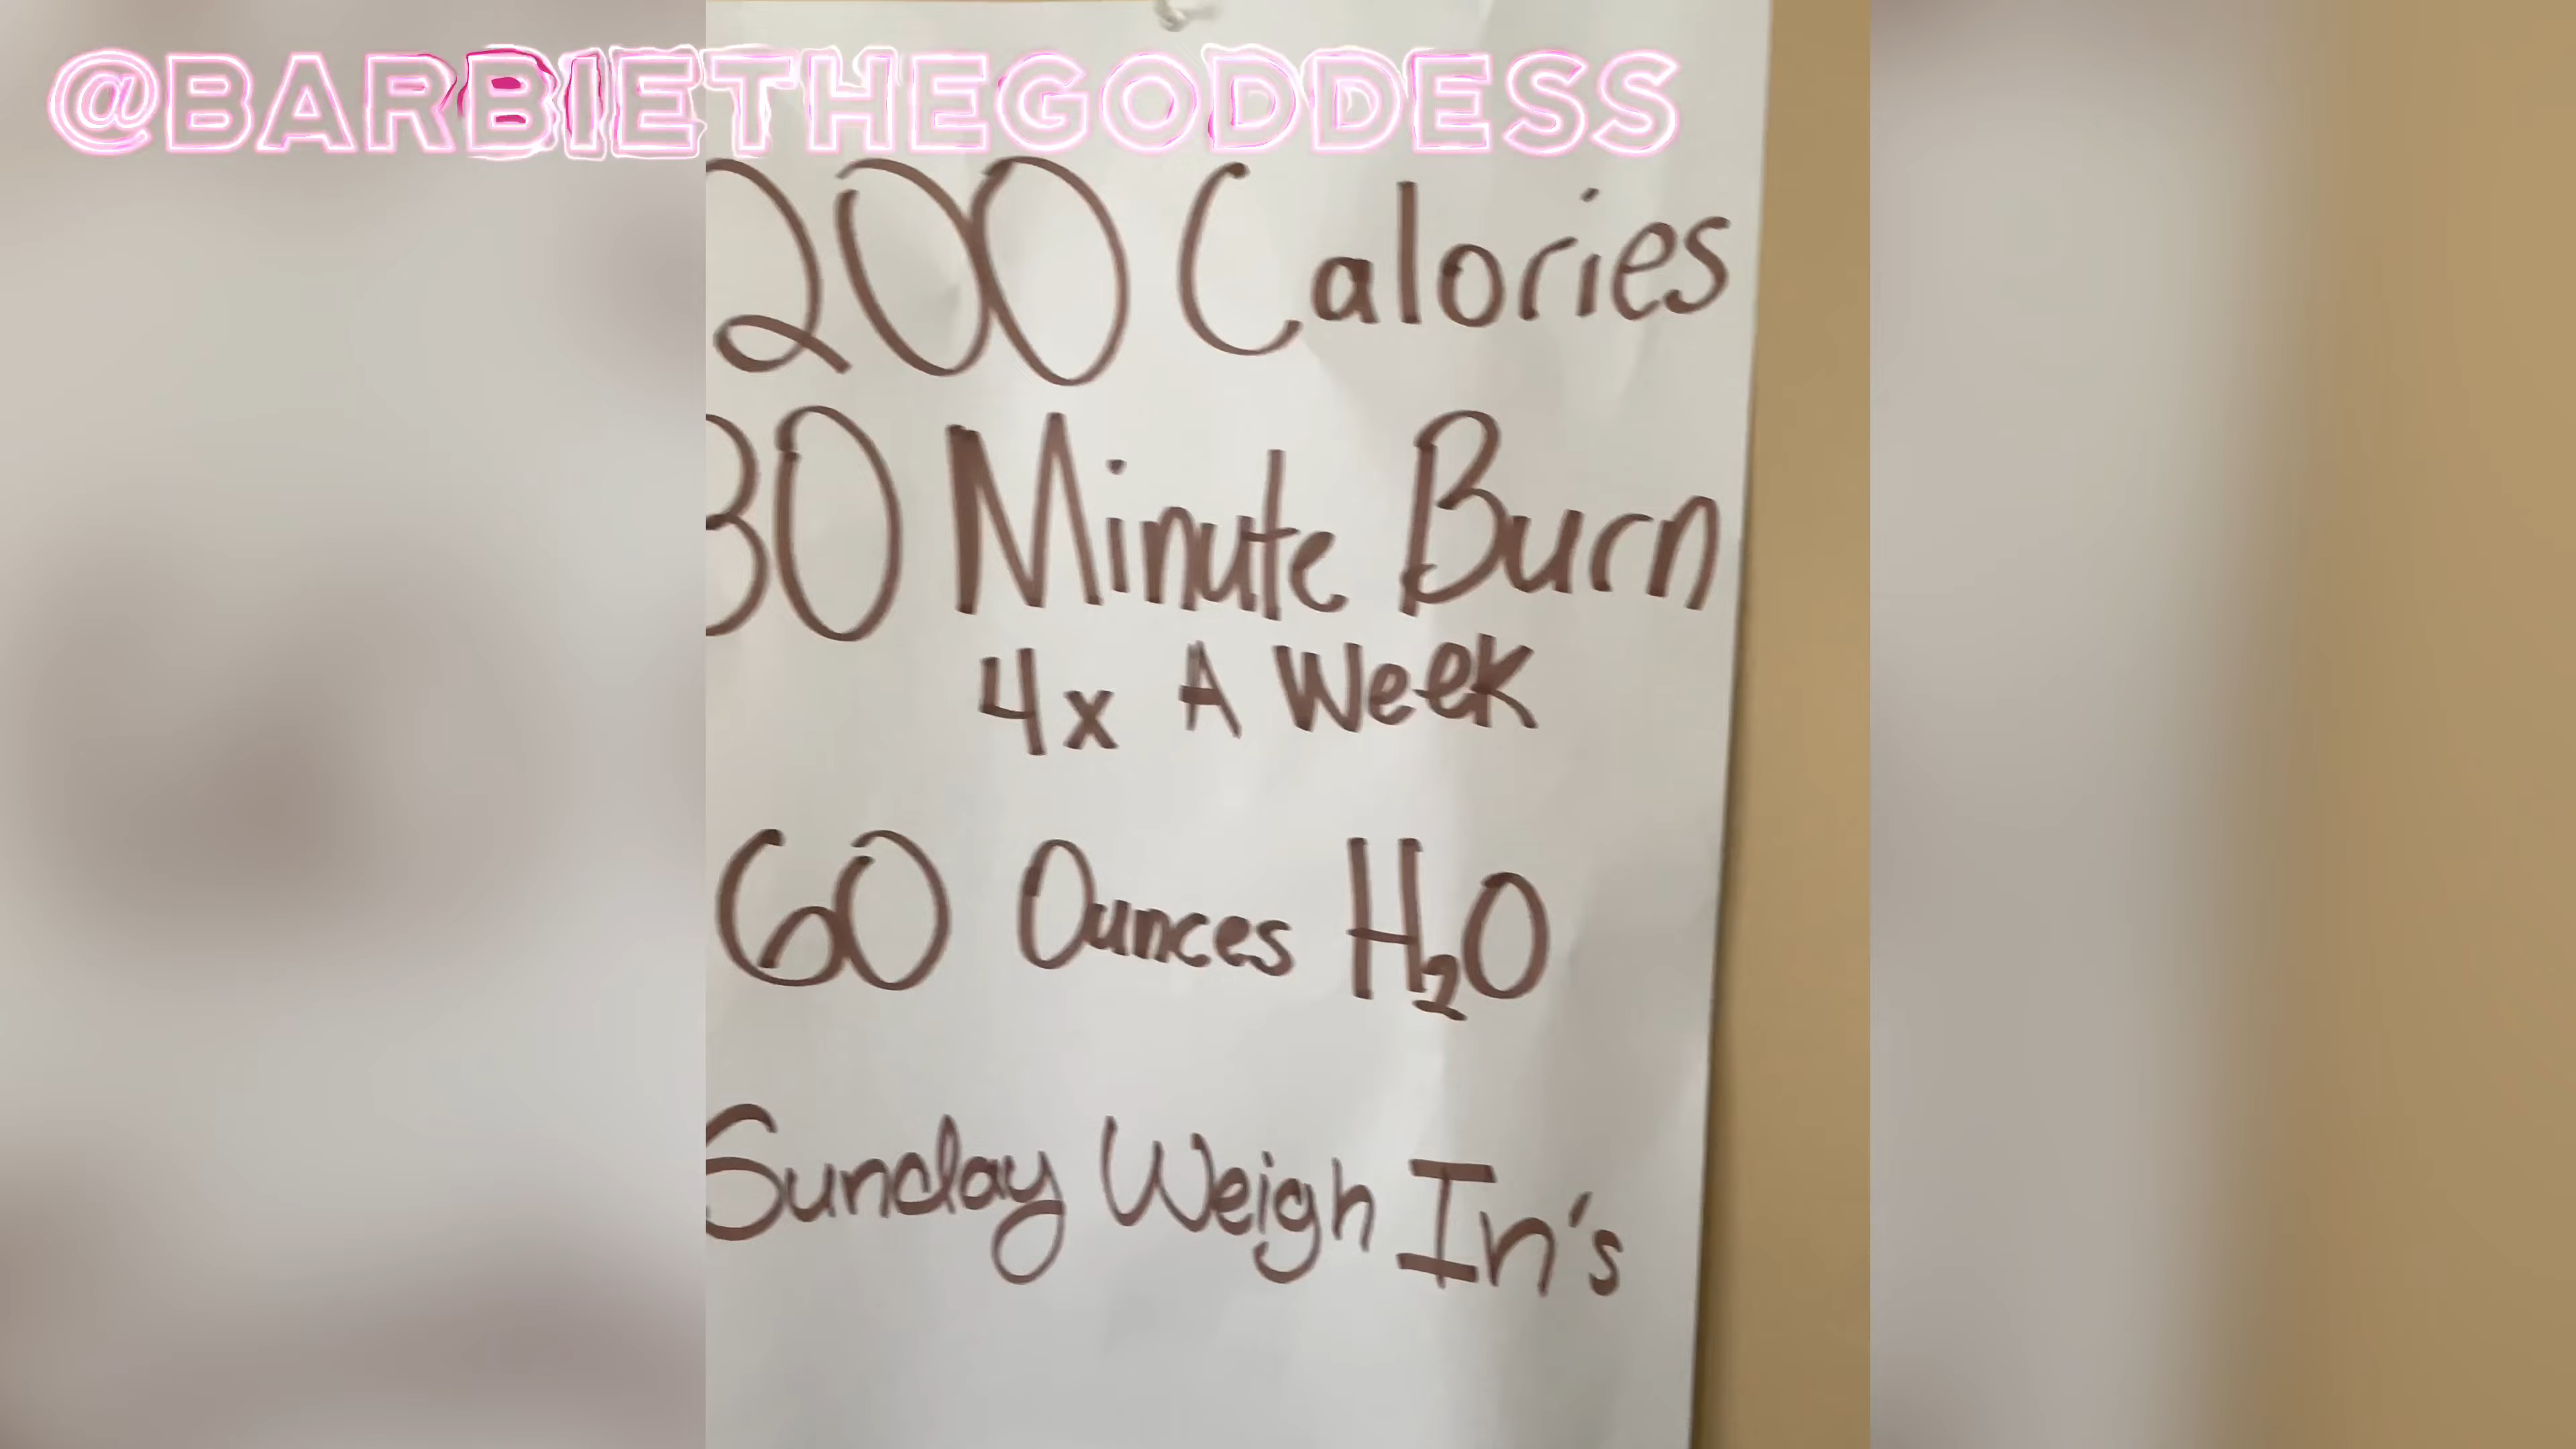 @BARBIETHEGODDESS
200 Calories
30 Minute Burn
4x A Week
60 Ounces H₂O
Sunday Weigh In's